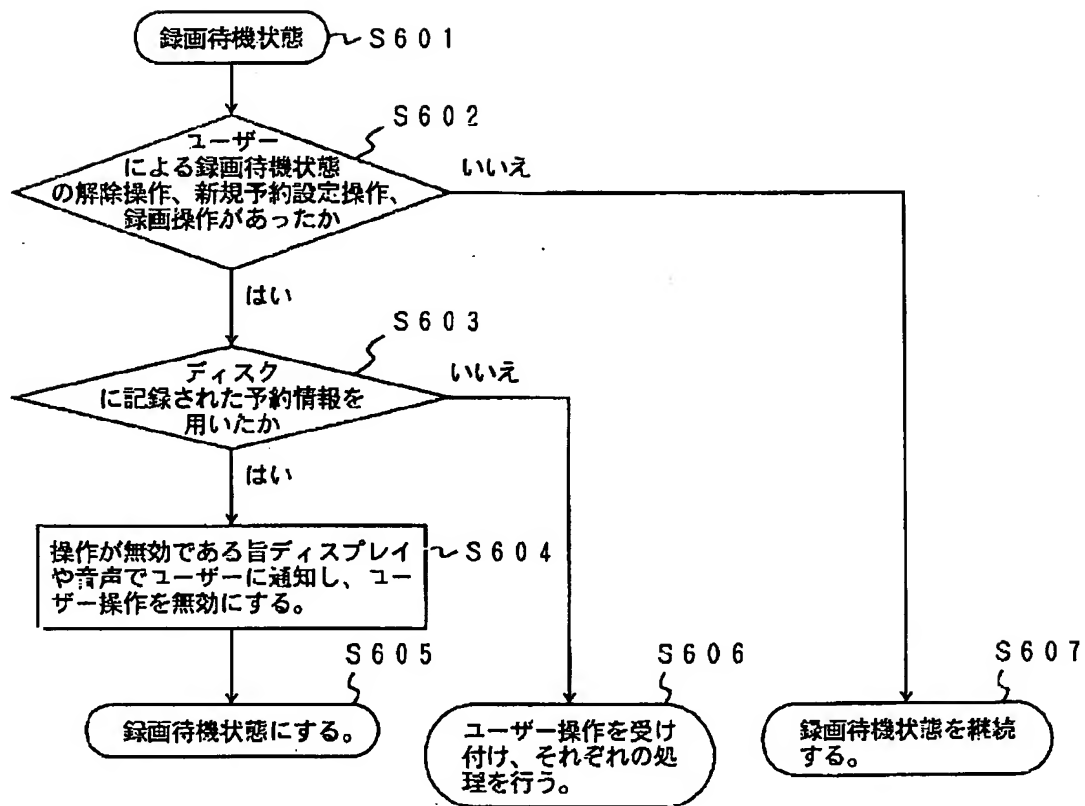 録画待機状態 S601
S602
ユーザー
による録画待機状態
の解除操作、新規予約設定操作、
録画操作があったか
いいえ
はい
S603
ディスク
に記録された予約情報を
用いたか
いいえ
はい
操作が無効である旨ディスプレイ
や音声でユーザーに通知し、ユー
ザー操作を無効にする。
S604
S605
録画待機状態にする。
S606
ユーザー操作を受け
付け、それぞれの処
理を行う。
S607
録画待機状態を継続
する。